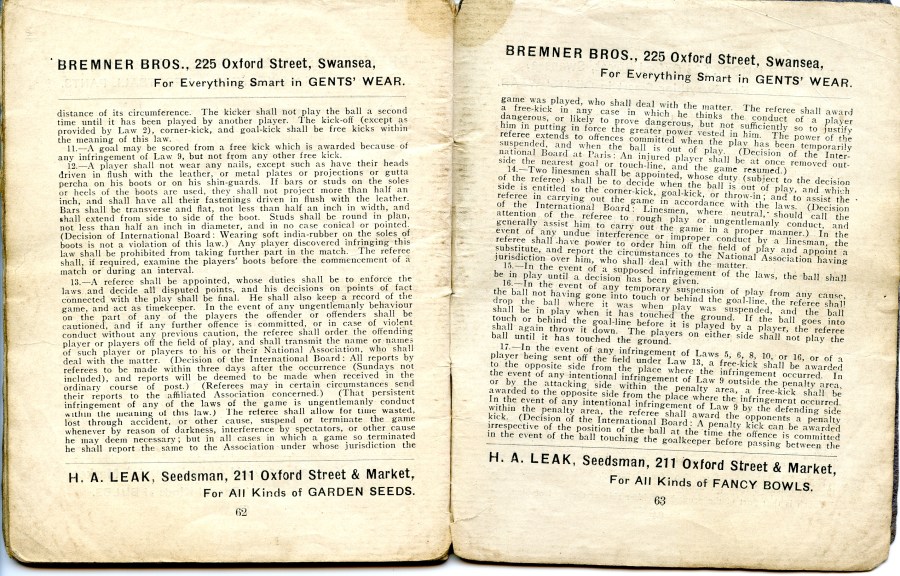 BREMNER BROS., 225 Oxford Street, Swansea,
For Everything Smart in GENTS' WEAR.
distance of its circumference. The kicker shall not play the ball a second
time until it has been played by another player. The kick-off (except as
provided by Law 2), corner-kick, and goal-kick shall be free kicks within
the meaning of this law.
11.—A goal may be scored from a free kick which is awarded because of
any infringement of Law 9, but not from any other free kick.
12.—A player shall not wear any nails, except such as have their heads
driven in flush with the leather, or metal plates or projections or gutta
percha on his boots or on his shin-guards. If bars or studs on the soles
or heels of the boots are used, they shall not project more than half an
inch, and shall have all their fastenings driven in flush with the leather.
Bars shall be transverse and flat, not less than half an inch in width, and
shall extend from side to side of the boot. Studs shall be round in plan,
not less than half an inch in diameter, and in no case conical or pointed.
(Decision of International Board: Wearing soft india-rubber on the soles of
boots is not a violation of this law.) Any player discovered infringing this
law shall be prohibited from taking further part in the match. The referee
shall, if required, examine the players' boots before the commencement of a
match or during an interval.
13.—A referee shall be appointed, whose duties shall be to enforce the
laws and decide all disputed points, and his decisions on points of fact
connected with the play shall be final. He shall also keep a record of the
game, and act as timekeeper. In the event of any ungentlemanly behaviour
on the part of any of the players the offender or offenders shall be
cautioned, and if any further offence is committed, or in case of violent
conduct without any previous caution, the referee shall order the offending
player or players off the field of play, and shall transmit the name or names
of such player or players to his or their National Association, who shall
deal with the matter. (Decision of the International Board: All reports by
referees to be made within three days after the occurrence (Sundays not
included), and reports will be deemed to be made when received in the
ordinary course of post.) (Referees may in certain circumstances send
their reports to the affiliated Association concerned.) (That persistent
infringement of any of the laws of the game is ungentlemanly conduct
within the meaning of this law.) The referee shall allow for time wasted,
lost through accident, or other cause, suspend or terminate the game
whenever by reason of darkness, interference by spectators, or other cause
he may deem necessary; but in all cases in which a game so terminated
he shall report the same to the Association under whose jurisdiction the
H. A. LEAK, Seedsman, 211 Oxford Street & Market,
For All Kinds of GARDEN SEEDS.
62
BREMNER BROS., 225 Oxford Street, Swansea,
For Everything Smart in GENTS' WEAR.
game was played, who shall deal with the matter. The referee shall award
a free-kick in any case in which he thinks the conduct of a player
dangerous, or likely to prove dangerous, but not sufficiently so to justify
him in putting in force the greater power vested in him. The power of the
referee extends to offences committed when the play has been temporarily
suspended, and when the ball is out of play. (Decision of the Inter-
national Board at Paris: An injured player shall be at once removed out-
side the nearest goal or touch-line, and the game resumed.)
14.—Two linesmen shall be appointed, whose duty (subject to the decision
of the referee) shall be to decide when the ball is out of play, and which
side is entitled to the corner-kick, goal-kick, or throw-in; and to assist the
referee in carrying out the game in accordance with the laws. (Decision
of the International Board: Linesmen, where neutral, should call the
attention of the referee to rough play or ungentlemanly conduct, and
generally assist him to carry out the game in a proper manner.) In the
event of any undue interference or improper conduct by a linesman, the
referee shall have power to order him off the field of play and appoint a
substitute, and report the circumstances to the National Association having
jurisdiction over him, who shall deal with the matter.
15.—In the event of a supposed infringement of the laws, the ball shall
be in play until a decision has been given.
16.—In the event of any temporary suspension of play from any cause,
the ball not having gone into touch or behind the goal-line, the referee shall
drop the ball where it was when play was suspended, and the ball
shall be in play when it has touched the ground. If the ball goes into
touch or behind the goal-line before it is played by a player, the referee
shall again throw it down. The players on either side shall not play the
ball until it has touched the ground.
17.—In the event of any infringement of Laws 5, 6, 8, 10, or 16, or of a
player being sent off the field under Law 13, a free-kick shall be awarded
to the opposite side from the place where the infringement occurred. In
the event of any intentional infringement of Law 9 outside the penalty area,
or by the attacking side within the penalty area, a free-kick shall be
awarded to the opposite side from the place where the infringement occurred.
In the event of any intentional infringement of Law 9 by the defending side
within the penalty area, the referee shall award the opponents a penalty
kick. (Decision of the International Board: A penalty kick can be awarded
irrespective of the position of the ball at the time the offence is committed
in the event of the ball touching the goalkeeper before passing between the
H. A. LEAK, Seedsman, 211 Oxford Street & Market,
For All Kinds of FANCY BOWLS.
63